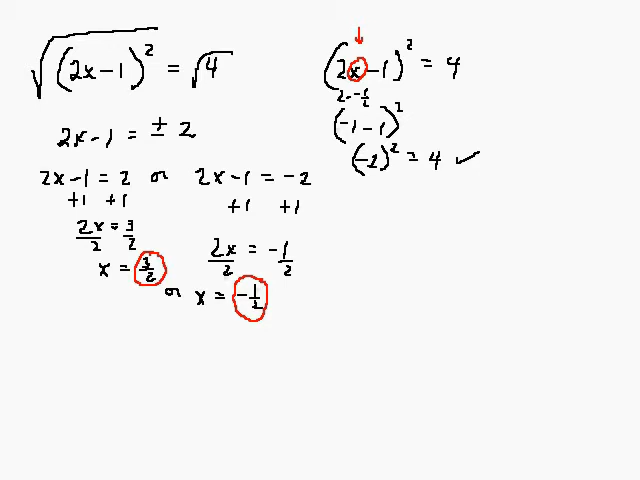 √(2x-1)² = √4
2x-1 = ± 2
2x-1 = 2 or 2x-1 = -2
+1 +1 +1 +1
2x/2 = 3/2
2x/2 = -1/2
x = 3/2
or x = -1/2
(2x-1)² = 4
2·-1/2
(-1-1)²
(-2)² = 4 ✓